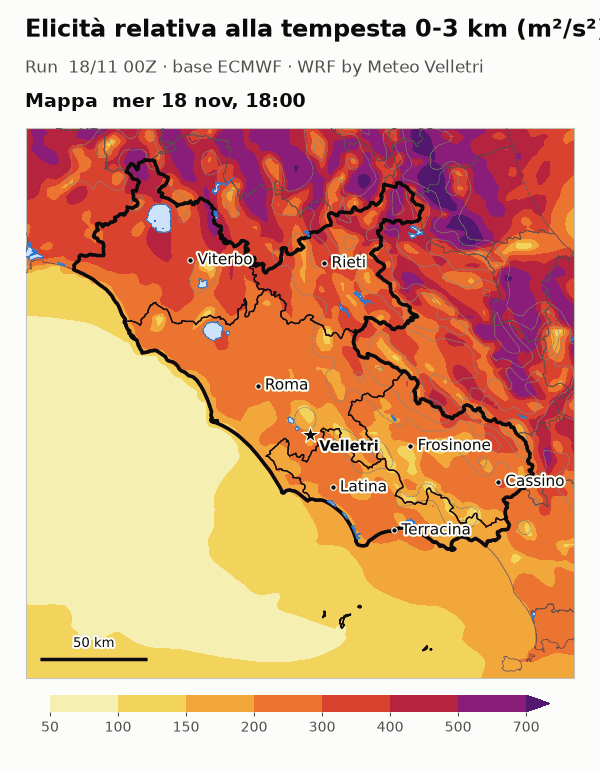 Elicità relativa alla tempesta 0-3 km (m²/s²)
Run 18/11 00Z · base ECMWF · WRF by Meteo Velletri
Mappa mer 18 nov, 18:00
Viterbo
Rieti
Roma
Velletri
Frosinone
Cassino
Latina
Terracina
50 km
50 100 150 200 300 400 500 700